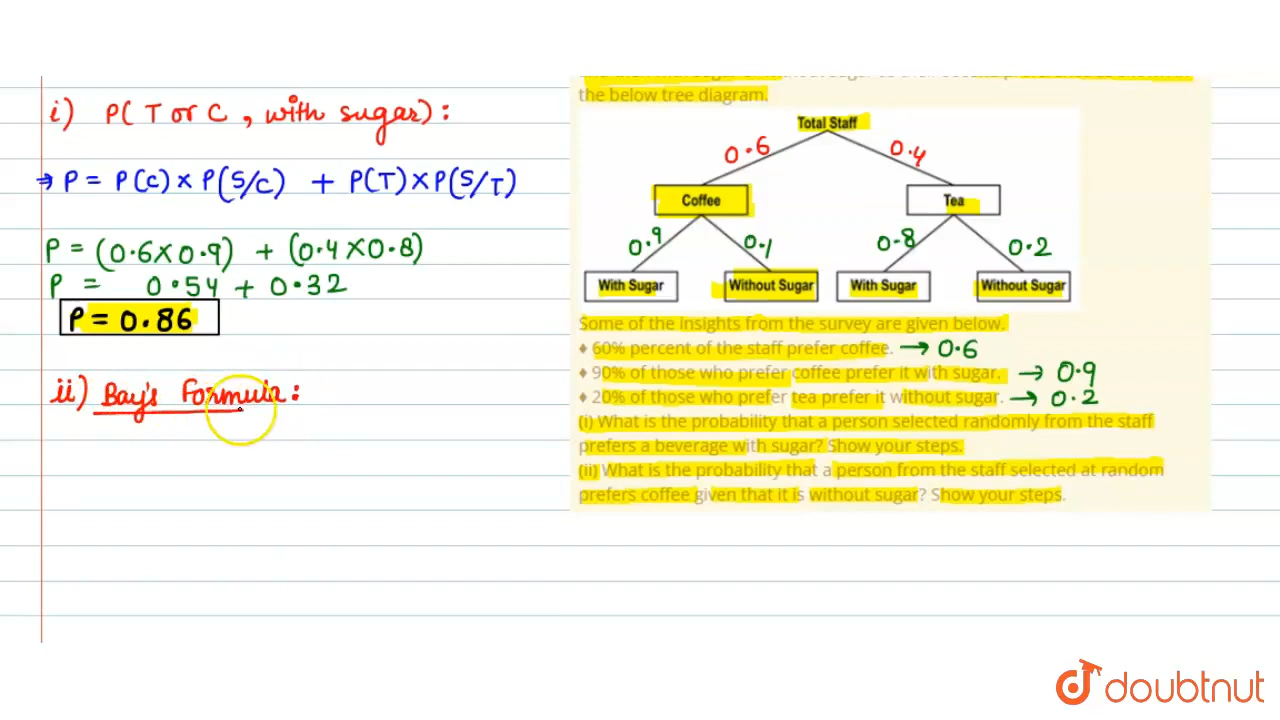 i) P( T or C , with sugar) :
⇒ P = P(C) × P(S/C) + P(T) × P(S/T)
P = (0.6×0.9) + (0.4×0.8)
P = 0.54 + 0.32
P = 0.86
ii) Bay's Formula:
the below tree diagram.
Total Staff
0.6 0.4
Coffee Tea
0.9 0.1 0.8 0.2
With Sugar Without Sugar With Sugar Without Sugar
Some of the insights from the survey are given below.
♦ 60% percent of the staff prefer coffee. → 0.6
♦ 90% of those who prefer coffee prefer it with sugar. → 0.9
♦ 20% of those who prefer tea prefer it without sugar. → 0.2
(i) What is the probability that a person selected randomly from the staff
prefers a beverage with sugar? Show your steps.
(ii) What is the probability that a person from the staff selected at random
prefers coffee given that it is without sugar? Show your steps.
doubtnut